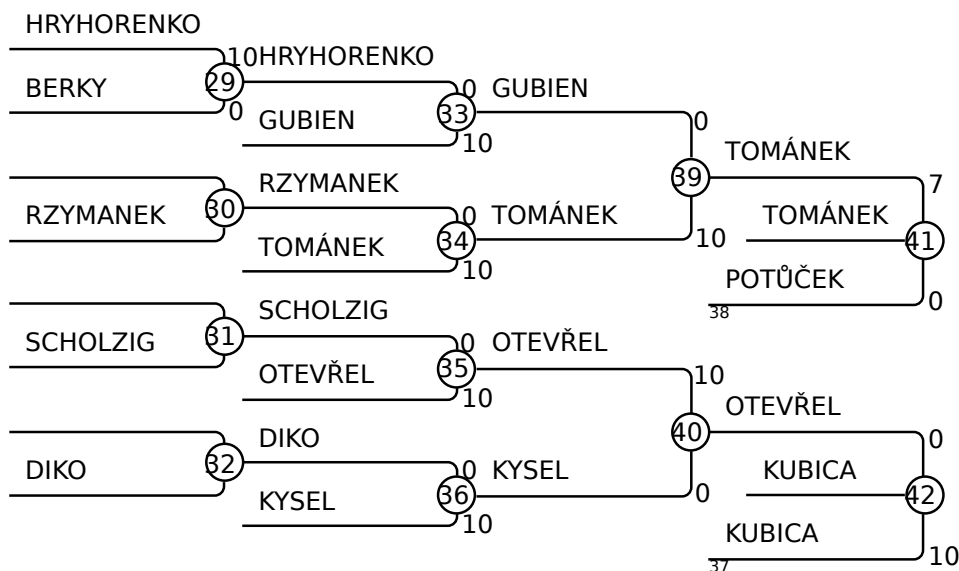 HRYHORENKO
10
29
BERKY
0
HRYHORENKO
0
33
GUBIEN
10
GUBIEN
0
30
RZYMANEK
RZYMANEK
0
34
TOMÁNEK
10
TOMÁNEK
10
39
TOMÁNEK
7
TOMÁNEK
41
POTŮČEK
0
38
31
SCHOLZIG
SCHOLZIG
0
35
OTEVŘEL
10
OTEVŘEL
10
32
DIKO
DIKO
0
36
KYSEL
10
KYSEL
0
40
OTEVŘEL
0
KUBICA
42
KUBICA
10
37